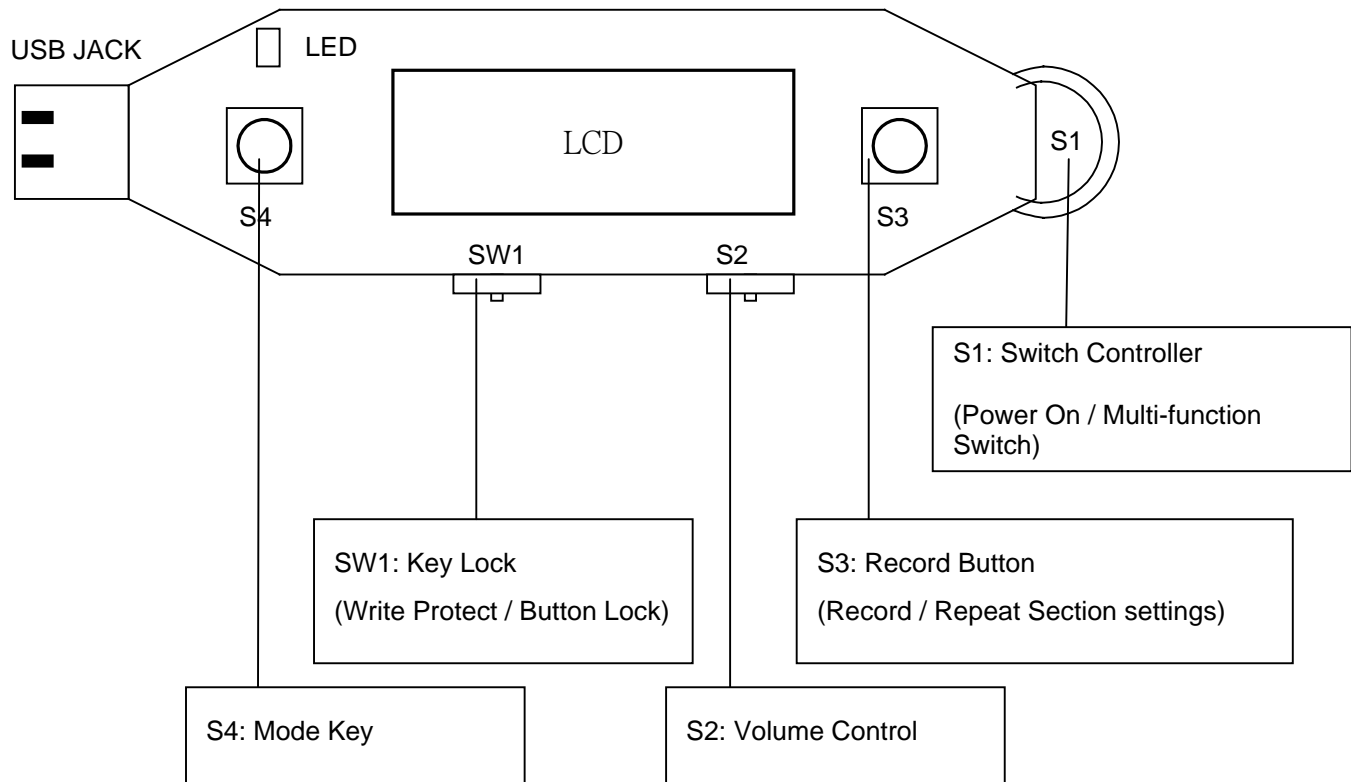 USB JACK
LED
LCD
S1
S4
S3
SW1
S2
S1: Switch Controller
(Power On / Multi-function
Switch)
SW1: Key Lock
(Write Protect / Button Lock)
S3: Record Button
(Record / Repeat Section settings)
S4: Mode Key
S2: Volume Control